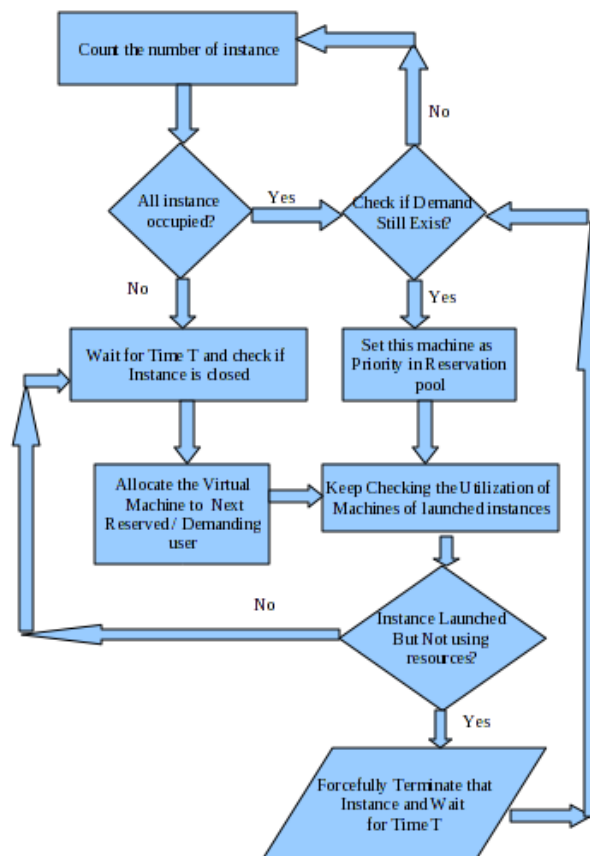 Count the number of instance
No
All instance
occupied?
Yes
Check if Demand
Still Exist?
No
Yes
Wait for Time T and check if
Instance is closed
Set this machine as
Priority in Reservation
pool
Allocate the Virtual
Machine to Next
Reserved / Demanding
user
Keep Checking the Utilization of
Machines of launched instances
No
Instance Launched
But Not using
resources?
Yes
Forcefully Terminate that
Instance and Wait
for Time T